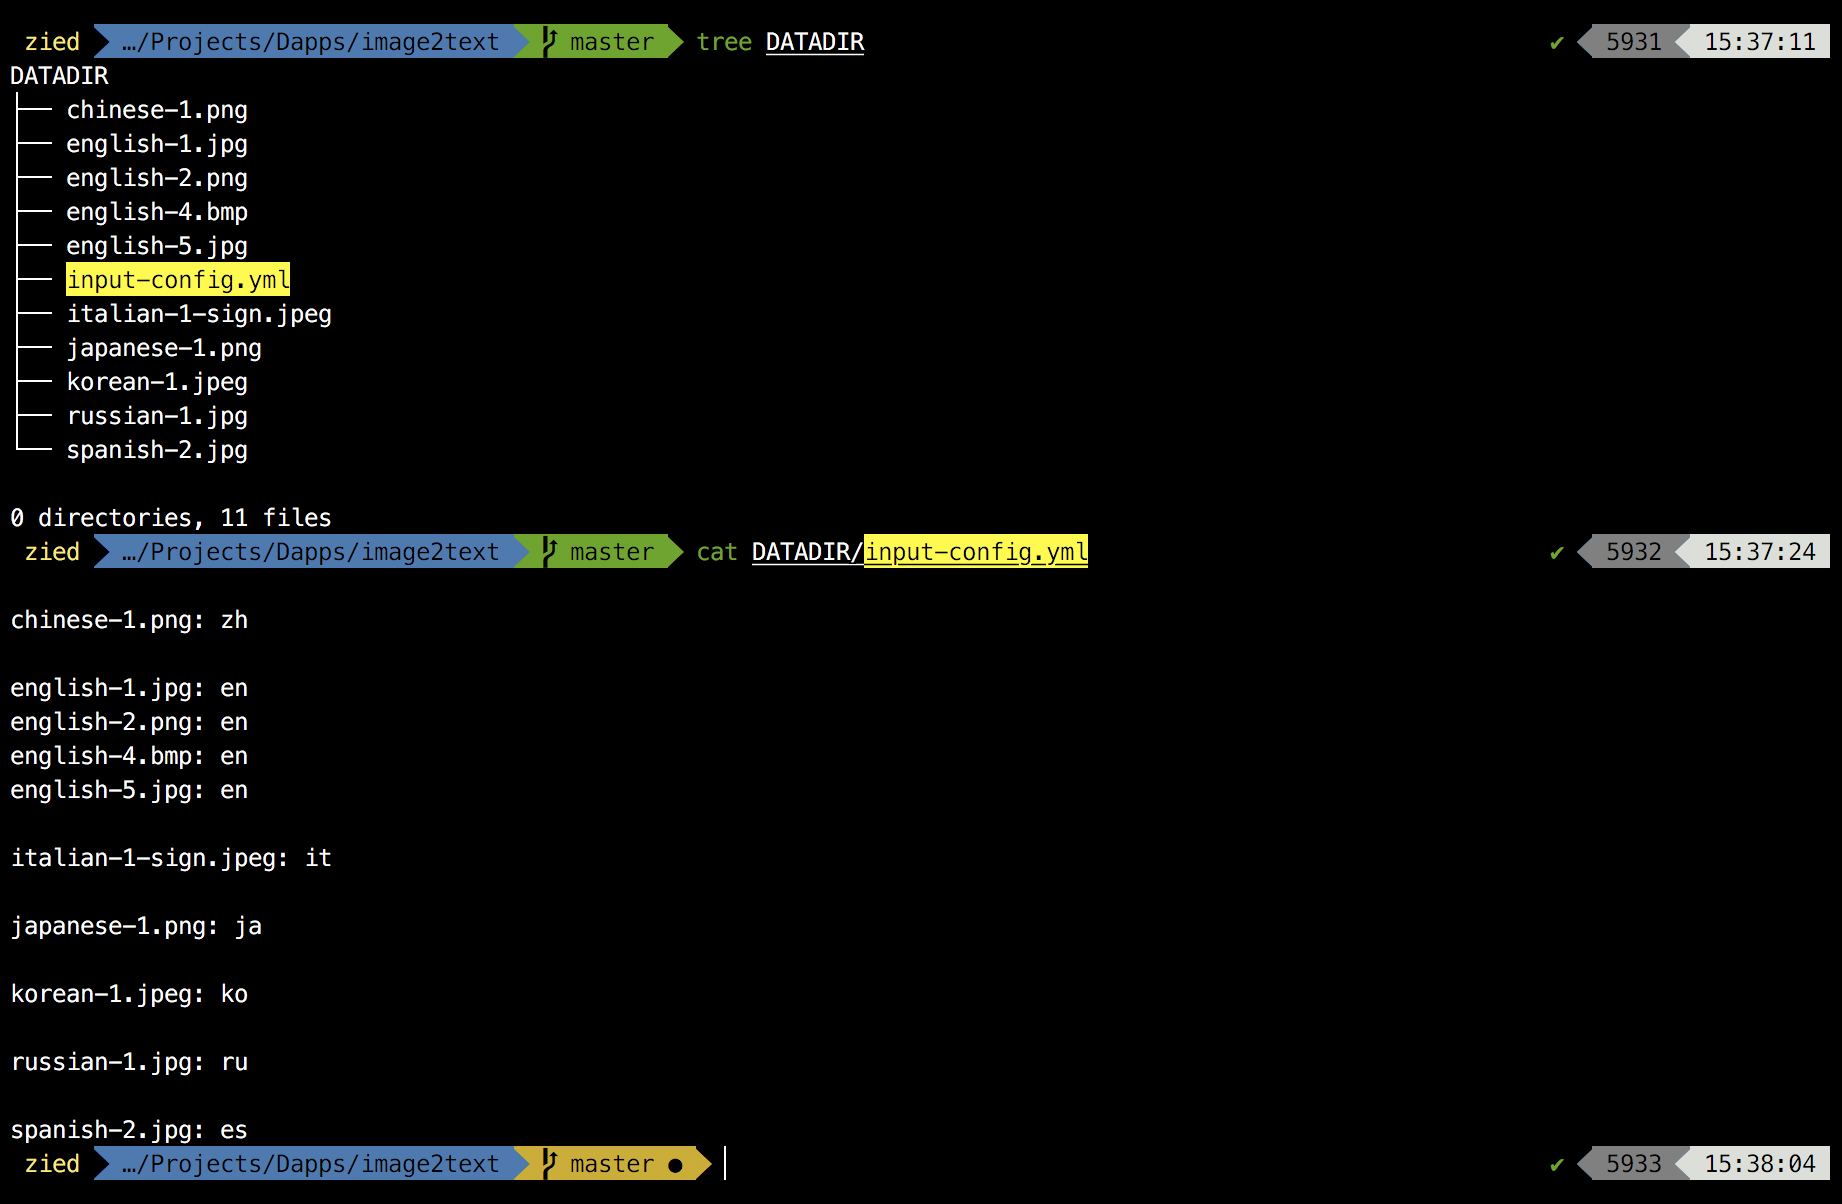 zied …/Projects/Dapps/image2text master tree DATADIR ✔ 5931 15:37:11
DATADIR
├── chinese-1.png
├── english-1.jpg
├── english-2.png
├── english-4.bmp
├── english-5.jpg
├── input-config.yml
├── italian-1-sign.jpeg
├── japanese-1.png
├── korean-1.jpeg
├── russian-1.jpg
└── spanish-2.jpg
0 directories, 11 files
zied …/Projects/Dapps/image2text master cat DATADIR/input-config.yml ✔ 5932 15:37:24
chinese-1.png: zh
english-1.jpg: en
english-2.png: en
english-4.bmp: en
english-5.jpg: en
italian-1-sign.jpeg: it
japanese-1.png: ja
korean-1.jpeg: ko
russian-1.jpg: ru
spanish-2.jpg: es
zied …/Projects/Dapps/image2text master ● ✔ 5933 15:38:04